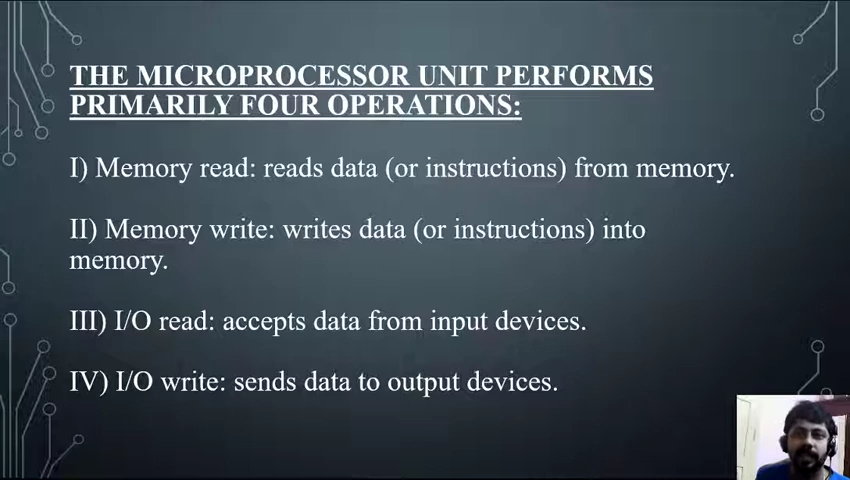 THE MICROPROCESSOR UNIT PERFORMS
PRIMARILY FOUR OPERATIONS:
I) Memory read: reads data (or instructions) from memory.
II) Memory write: writes data (or instructions) into
memory.
III) I/O read: accepts data from input devices.
IV) I/O write: sends data to output devices.